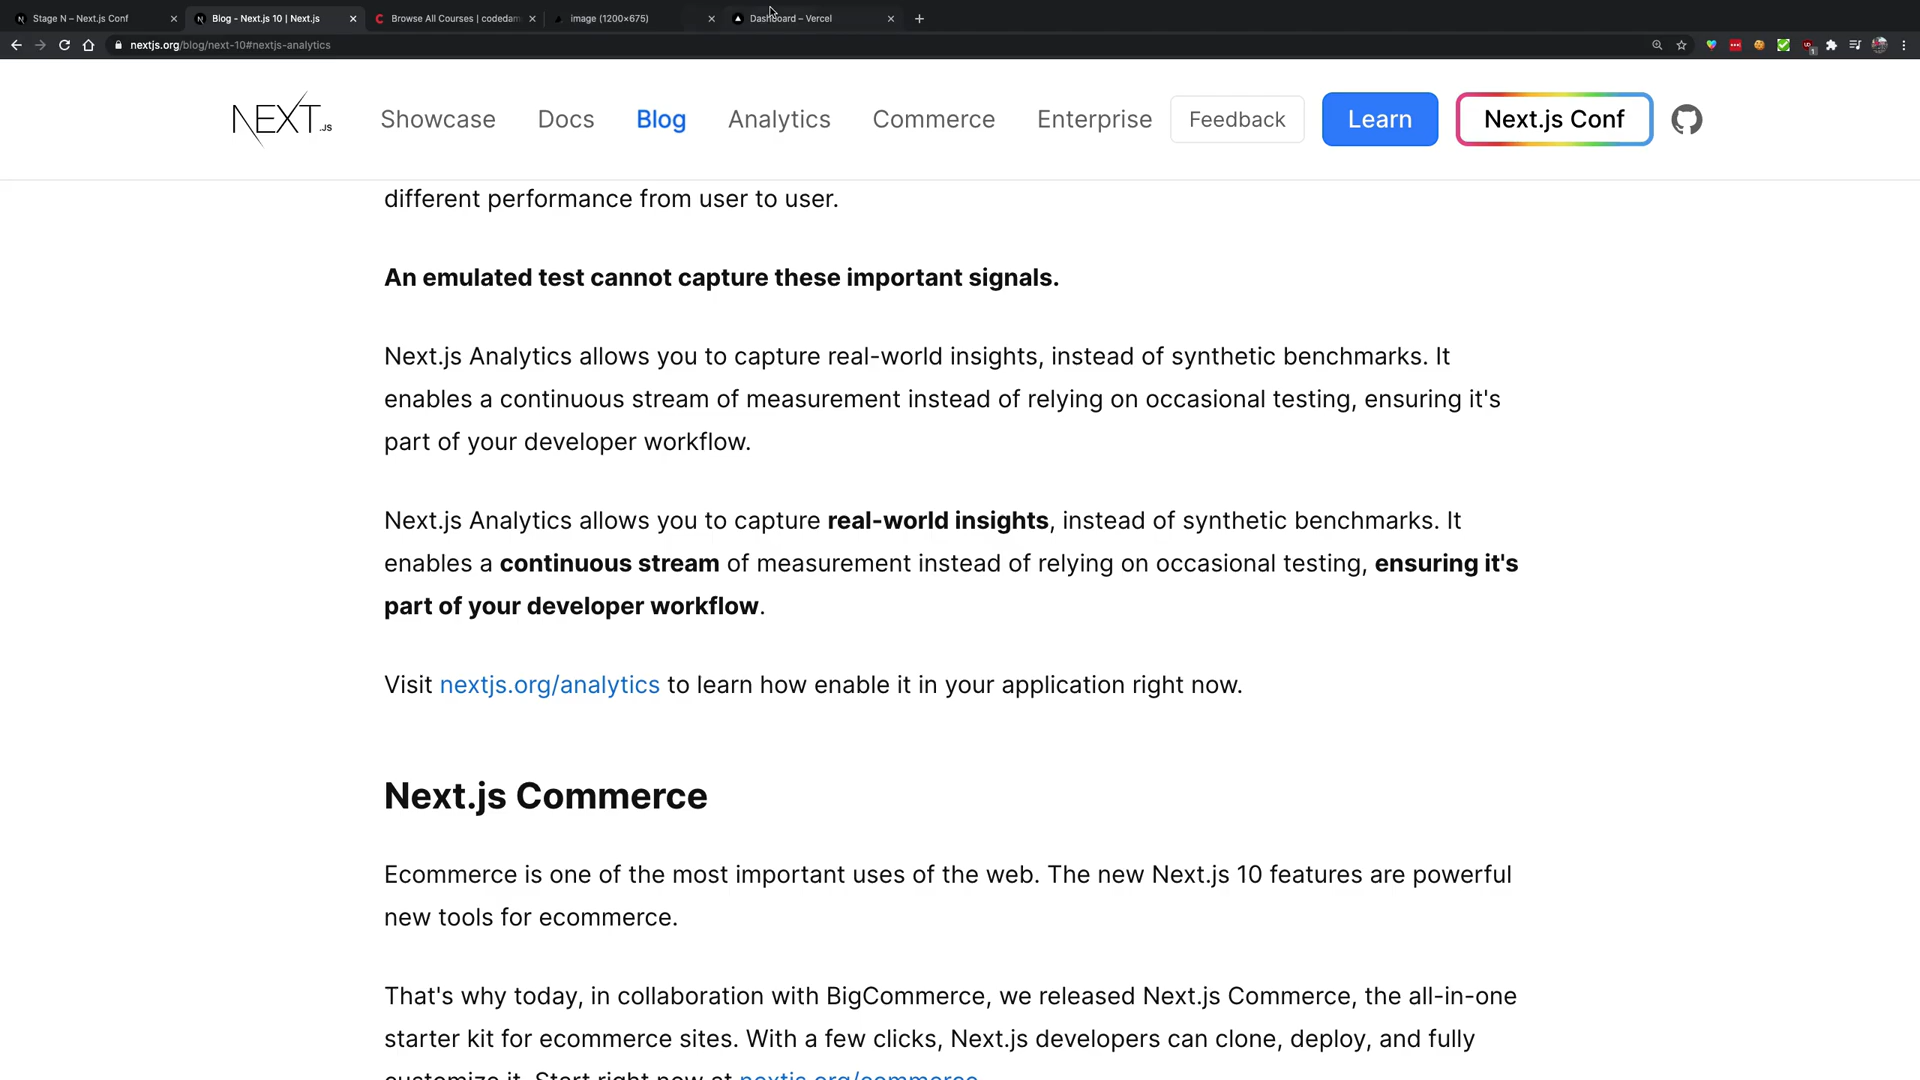 Stage N – Next.js Conf
Blog - Next.js 10 | Next.js
Browse All Courses | codedam
image (1200×675)
Dashboard – Vercel
nextjs.org/blog/next-10#nextjs-analytics
NEXT.JS
Showcase
Docs
Blog
Analytics
Commerce
Enterprise
Feedback
Learn
Next.js Conf
different performance from user to user.
An emulated test cannot capture these important signals.
Next.js Analytics allows you to capture real-world insights, instead of synthetic benchmarks. It
enables a continuous stream of measurement instead of relying on occasional testing, ensuring it's
part of your developer workflow.
Next.js Analytics allows you to capture real-world insights, instead of synthetic benchmarks. It
enables a continuous stream of measurement instead of relying on occasional testing, ensuring it's
part of your developer workflow.
Visit nextjs.org/analytics to learn how enable it in your application right now.
Next.js Commerce
Ecommerce is one of the most important uses of the web. The new Next.js 10 features are powerful
new tools for ecommerce.
That's why today, in collaboration with BigCommerce, we released Next.js Commerce, the all-in-one
starter kit for ecommerce sites. With a few clicks, Next.js developers can clone, deploy, and fully
customize it. Start right now at nextjs.org/commerce.